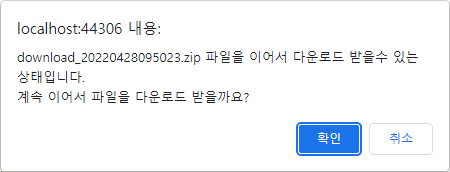 localhost:44306 내용:
download_20220428095023.zip 파일을 이어서 다운로드 받을수 있는
상태입니다.
계속 이어서 파일을 다운로드 받을까요?
확인
취소